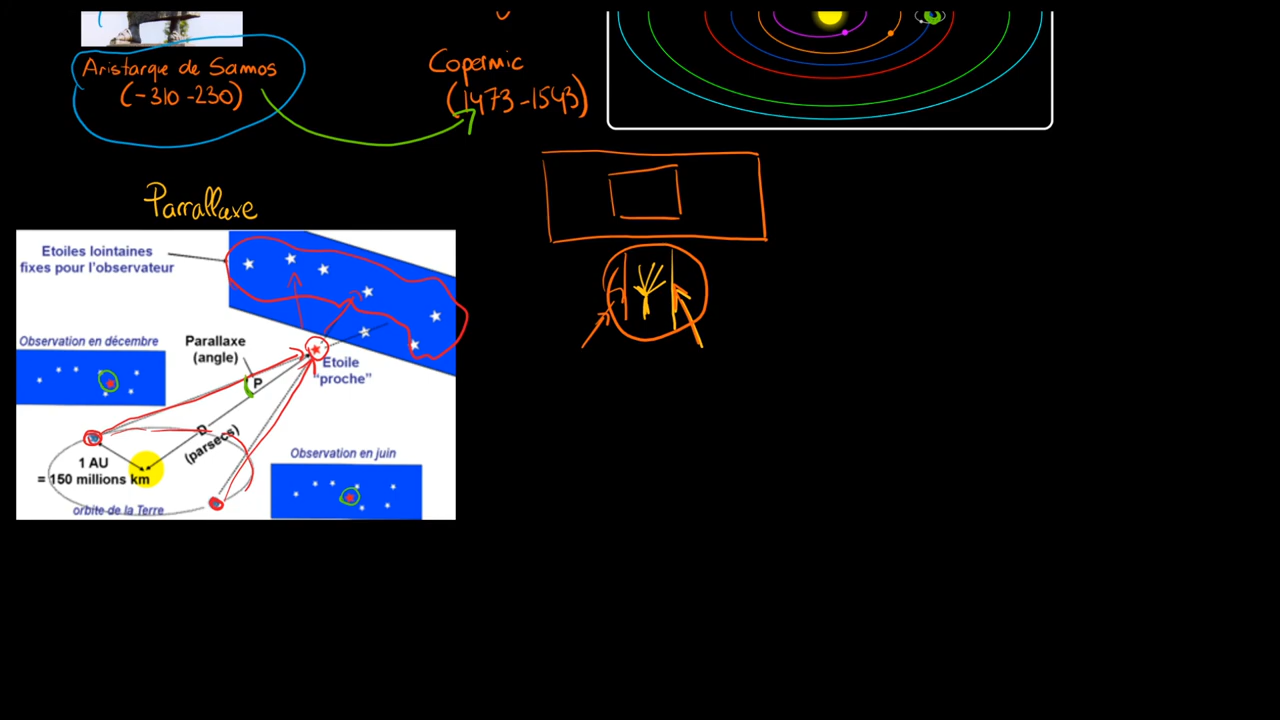 Aristarque de Samos
(-310 -230)
Copernic
(1473-1543)
Parrallaxe
Etoiles lointaines
fixes pour l'observateur
Observation en décembre
Parallaxe
(angle)
P
Etoile
"proche"
D
(parsecs)
1 AU
= 150 millions km
orbite de la Terre
Observation en juin